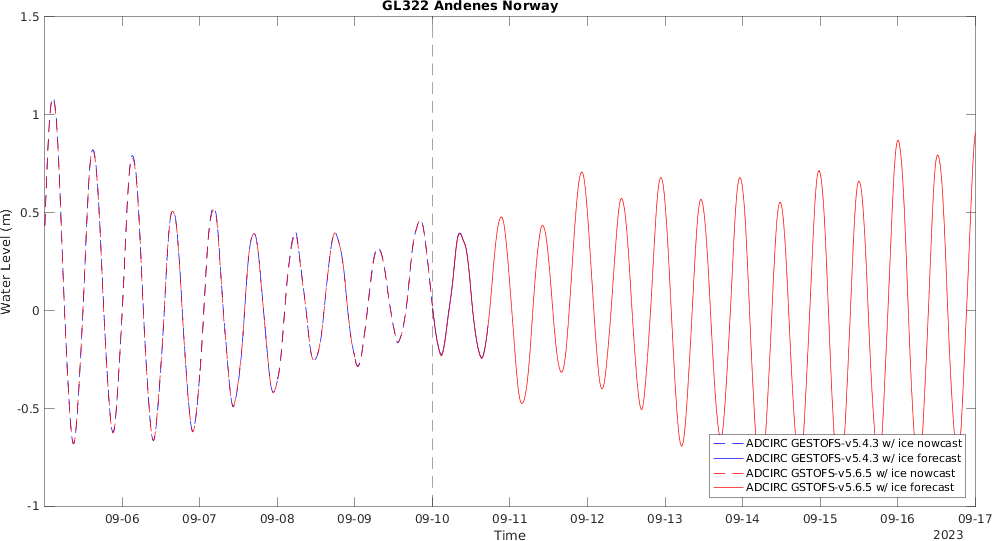 GL322 Andenes Norway
1.5
1
0.5
0
-0.5
-1
Water Level (m)
09-06 09-07 09-08 09-09 09-10 09-11 09-12 09-13 09-14 09-15 09-16 09-17
Time
2023
ADCIRC GESTOFS-v5.4.3 w/ ice nowcast
ADCIRC GESTOFS-v5.4.3 w/ ice forecast
ADCIRC GSTOFS-v5.6.5 w/ ice nowcast
ADCIRC GSTOFS-v5.6.5 w/ ice forecast